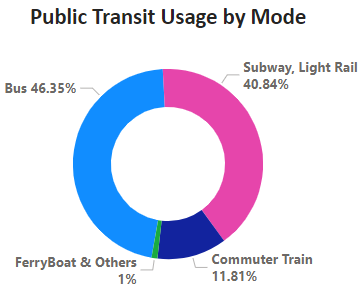 Public Transit Usage by Mode
Subway, Light Rail
40.84%
Bus 46.35%
FerryBoat & Others
1%
Commuter Train
11.81%